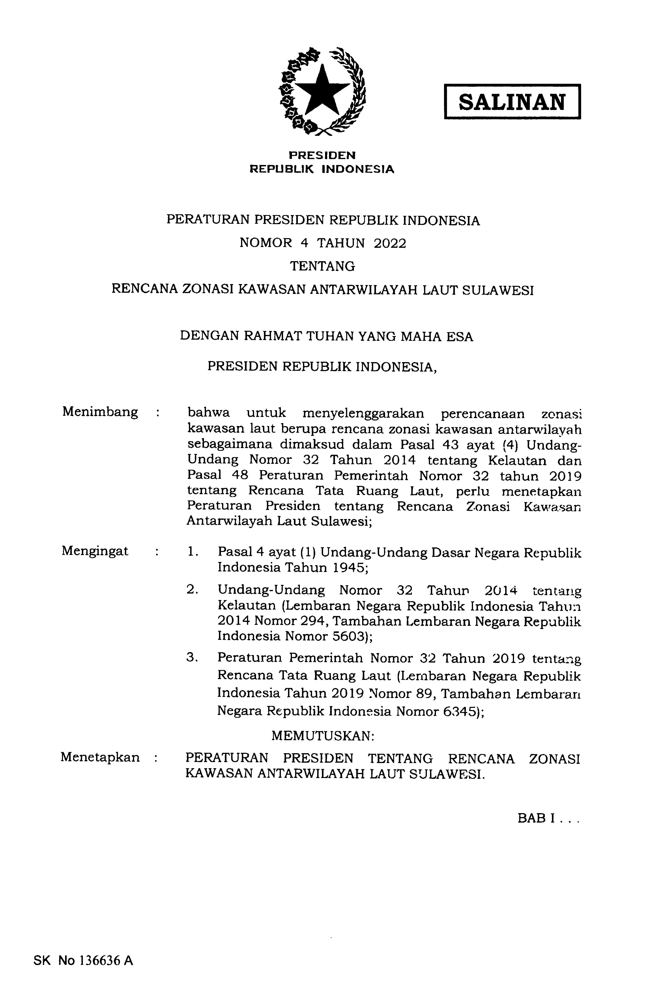 SALINAN
PRESIDEN
REPUBLIK INDONESIA
PERATURAN PRESIDEN REPUBLIK INDONESIA
NOMOR 4 TAHUN 2022
TENTANG
RENCANA ZONASI KAWASAN ANTARWILAYAH LAUT SULAWESI
DENGAN RAHMAT TUHAN YANG MAHA ESA
PRESIDEN REPUBLIK INDONESIA,
Menimbang : bahwa untuk menyelenggarakan perencanaan zonasi
kawasan laut berupa rencana zonasi kawasan antarwilayah
sebagaimana dimaksud dalam Pasal 43 ayat (4) Undang-
Undang Nomor 32 Tahun 2014 tentang Kelautan dan
Pasal 48 Peraturan Pemerintah Nomor 32 tahun 2019
tentang Rencana Tata Ruang Laut, perlu menetapkan
Peraturan Presiden tentang Rencana Zonasi Kawasan
Antarwilayah Laut Sulawesi;
Mengingat : 1. Pasal 4 ayat (1) Undang-Undang Dasar Negara Republik
Indonesia Tahun 1945;
2. Undang-Undang Nomor 32 Tahun 2014 tentang
Kelautan (Lembaran Negara Republik Indonesia Tahun
2014 Nomor 294, Tambahan Lembaran Negara Republik
Indonesia Nomor 5603);
3. Peraturan Pemerintah Nomor 32 Tahun 2019 tentang
Rencana Tata Ruang Laut (Lembaran Negara Republik
Indonesia Tahun 2019 Nomor 89, Tambahan Lembaran
Negara Republik Indonesia Nomor 6345);
MEMUTUSKAN:
Menetapkan : PERATURAN PRESIDEN TENTANG RENCANA ZONASI
KAWASAN ANTARWILAYAH LAUT SULAWESI.
BAB I . . .
SK No 136636 A